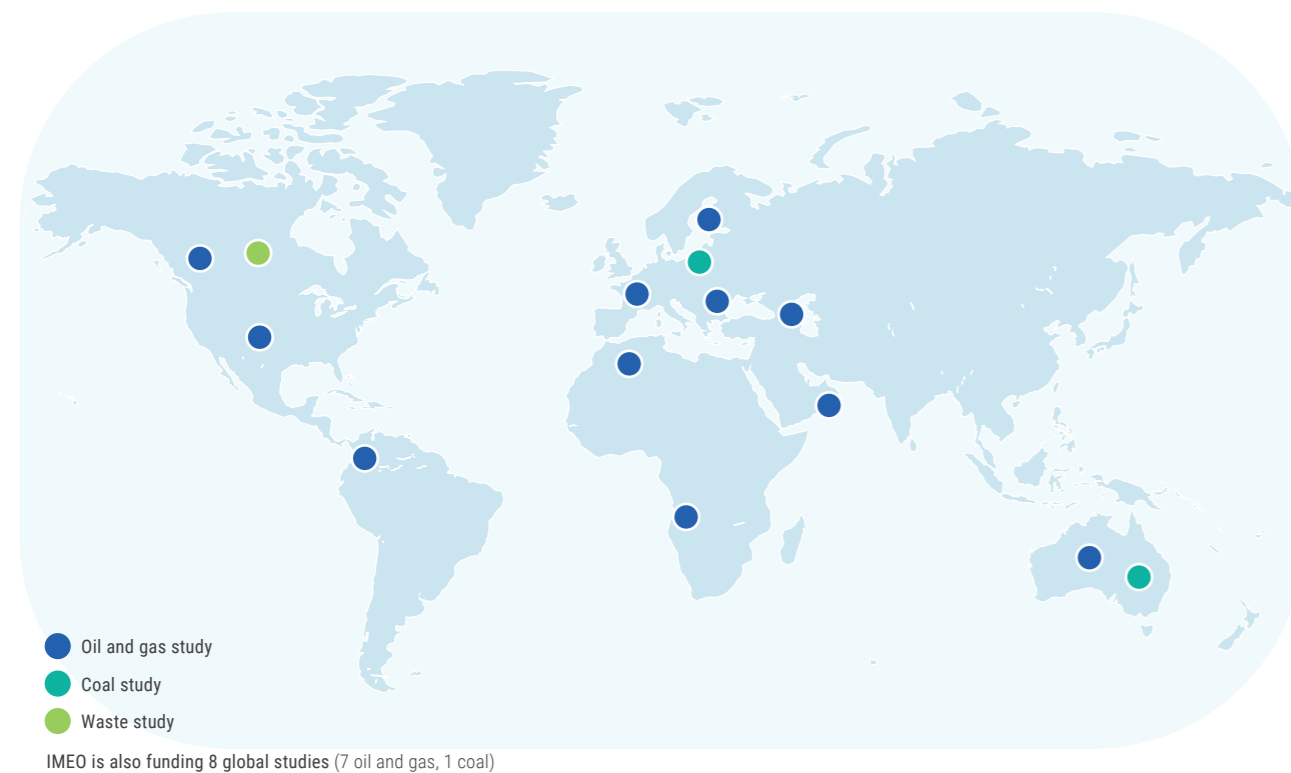 Oil and gas study
Coal study
Waste study
IMEO is also funding 8 global studies (7 oil and gas, 1 coal)